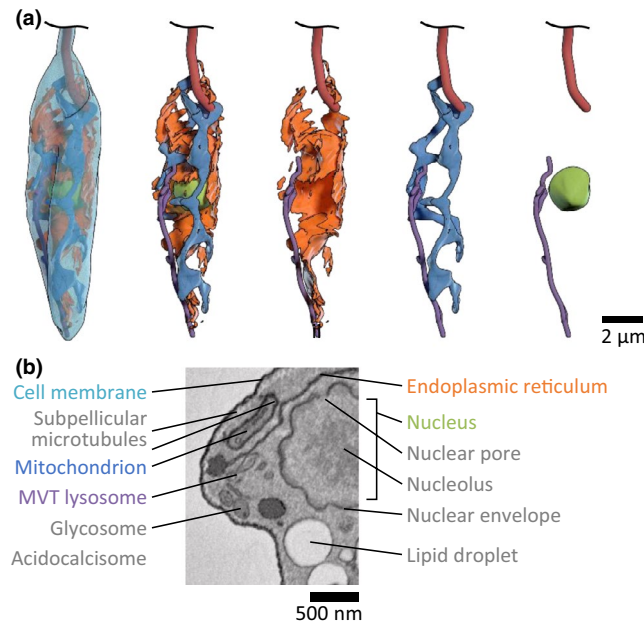 (a)
2 µm
(b)
Cell membrane
Subpellicular
microtubules
Mitochondrion
MVT lysosome
Glycosome
Acidocalcisome
Endoplasmic reticulum
Nucleus
Nuclear pore
Nucleolus
Nuclear envelope
Lipid droplet
500 nm